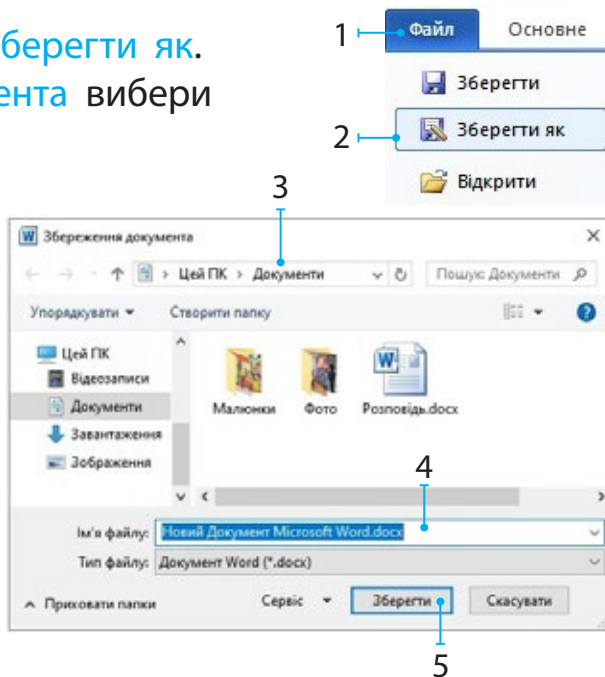 берегти як.
ента вибери
1
Файл Основне
Зберегти
2
Зберегти як
Відкрити
3
Збереження документа
Цей ПК > Документи
Пошук: Документи
Упорядкувати
Створити папку
Цей ПК
Відеозаписи
Документи
Завантаження
Зображення
Малюнки
Фото
Розповідь.docx
4
Ім'я файлу: Новий Документ Microsoft Word.docx
Тип файлу: Документ Word (*.docx)
Приховати папки
Сервіс
Зберегти
Скасувати
5